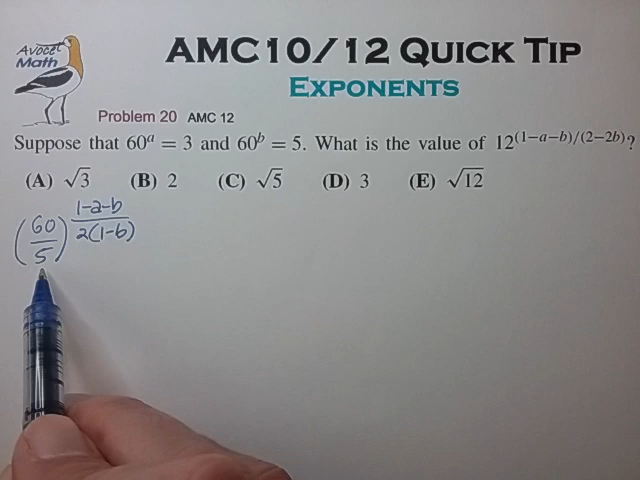 Avocet
Math
AMC10/12 QUICK TIP
EXPONENTS
Problem 20 AMC 12
Suppose that 60^a = 3 and 60^b = 5. What is the value of 12^(1−a−b)/(2−2b)?
(A) √3 (B) 2 (C) √5 (D) 3 (E) √12
(60/5)^(1-a-b)/2(1-b)